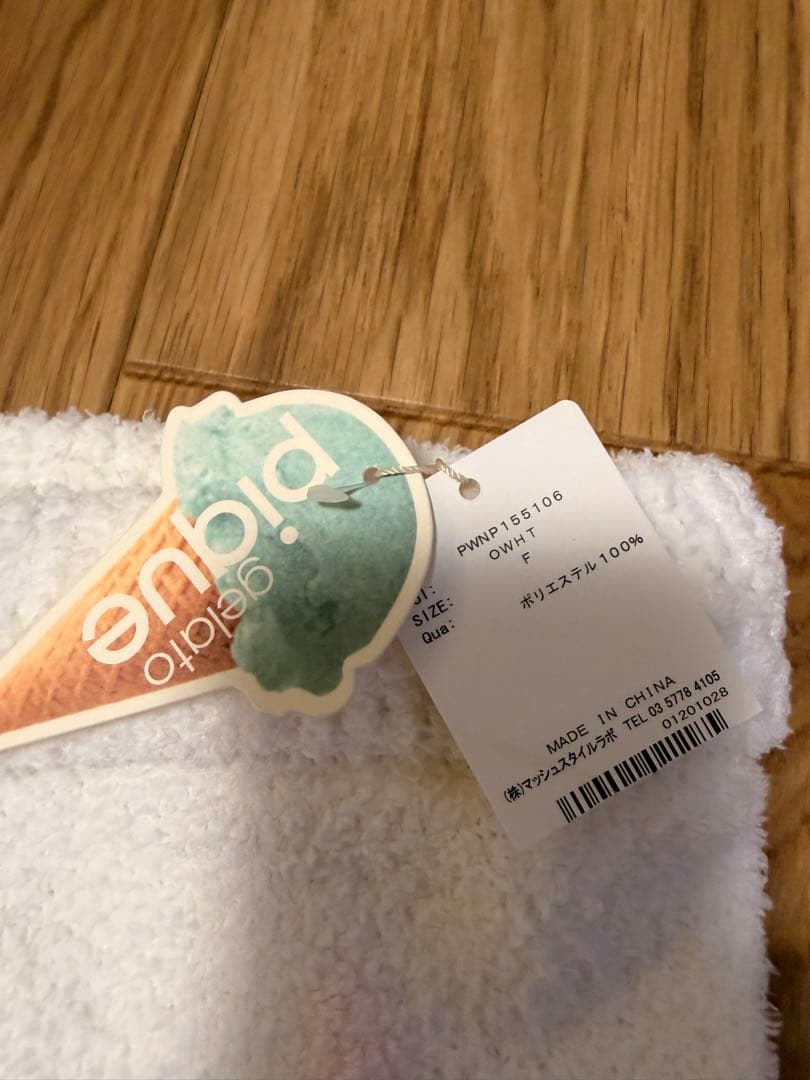 gelato
pique
PWNP155106
OWHT
SIZE: F
Qua: ポリエステル100%
MADE IN CHINA
(株)マッシュスタイルラボ TEL 03 5778 4105
01201028